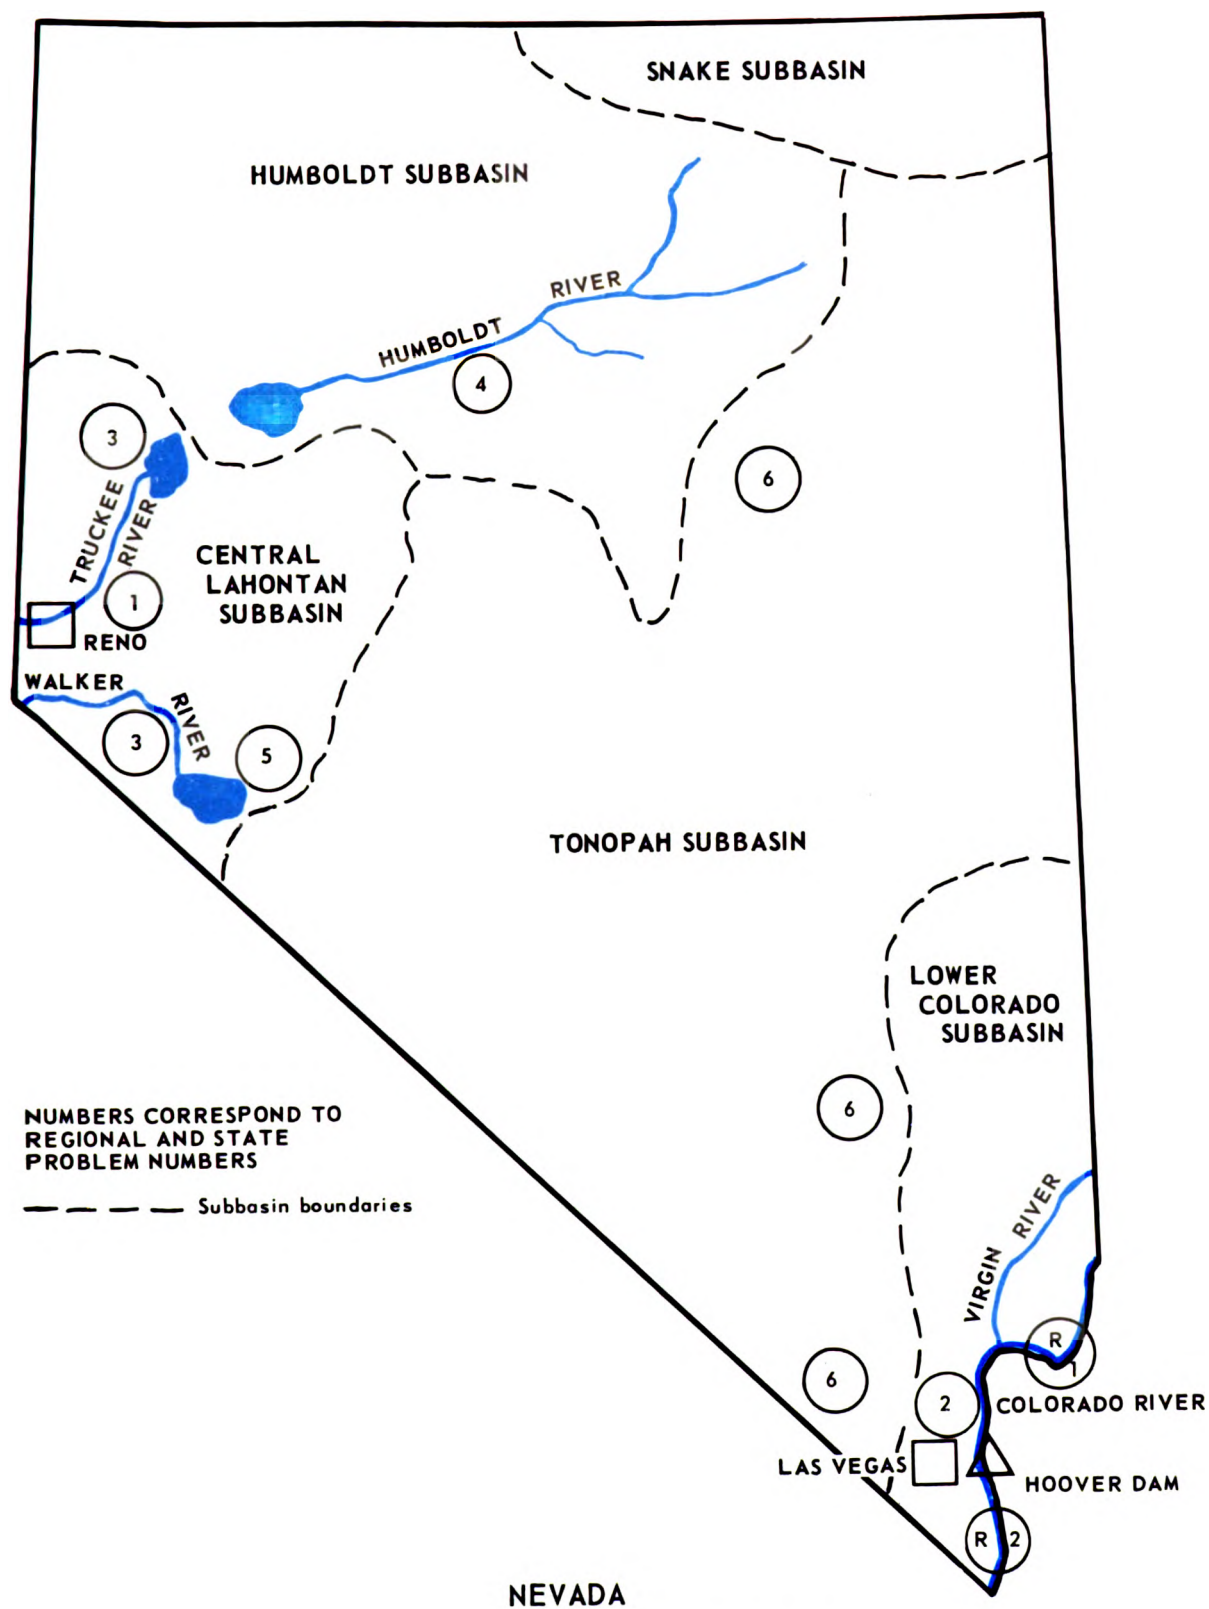 SNAKE SUBBASIN
HUMBOLDT SUBBASIN
HUMBOLDT RIVER
4
3
6
TRUCKEE
RIVER
CENTRAL
LAHONTAN
SUBBASIN
1
RENO
WALKER RIVER
3
5
TONOPAH SUBBASIN
LOWER
COLORADO
SUBBASIN
6
NUMBERS CORRESPOND TO
REGIONAL AND STATE
PROBLEM NUMBERS
Subbasin boundaries
VIRGIN RIVER
R 1
6
2
COLORADO RIVER
LAS VEGAS
HOOVER DAM
R 2
NEVADA